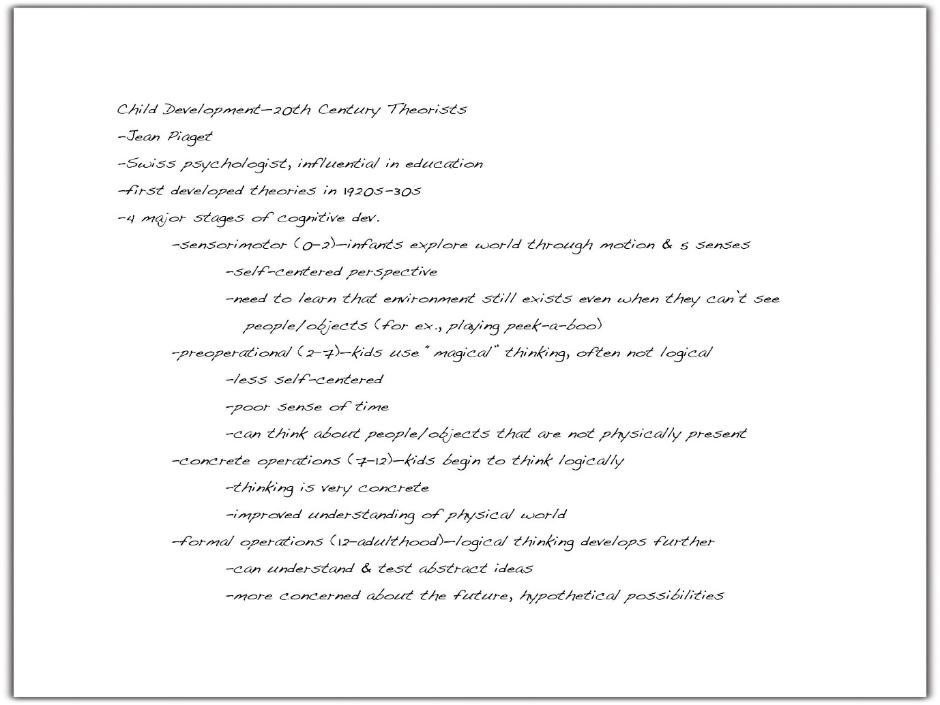 Child Development—20th Century Theorists
-Jean Piaget
-Swiss psychologist, influential in education
-first developed theories in 1920s-30s
-4 major stages of cognitive dev.
-sensorimotor (0-2)—infants explore world through motion & 5 senses
-self-centered perspective
-need to learn that environment still exists even when they can't see
people/objects (for ex., playing peek-a-boo)
-preoperational (2-7)—kids use "magical" thinking, often not logical
-less self-centered
-poor sense of time
-can think about people/objects that are not physically present
-concrete operations (7-12)—kids begin to think logically
-thinking is very concrete
-improved understanding of physical world
-formal operations (12-adulthood)—logical thinking develops further
-can understand & test abstract ideas
-more concerned about the future, hypothetical possibilities